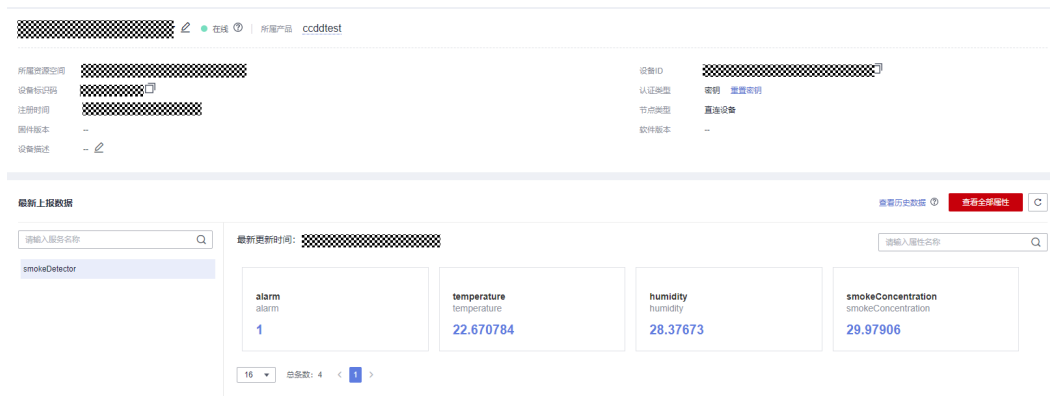 在线 所属产品 ccddtest
所属资源空间
设备ID
设备标识码
认证类型 密钥 重置密钥
注册时间
节点类型 直连设备
固件版本 --
软件版本 --
设备描述 --
最新上报数据
查看历史数据 查看全部属性
请输入服务名称
最新更新时间:
请输入属性名称
smokeDetector
alarm
alarm
1
temperature
temperature
22.670784
humidity
humidity
28.37673
smokeConcentration
smokeConcentration
29.97906
16 总条数: 4 < 1 >